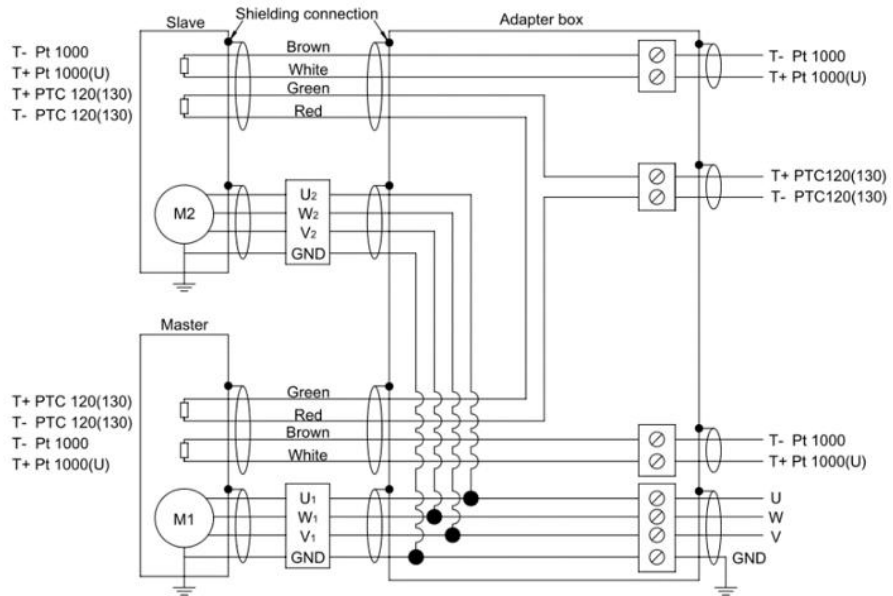 Slave
Shielding connection
Adapter box
T- Pt 1000
T+ Pt 1000(U)
T+ PTC 120(130)
T- PTC 120(130)
Brown
White
Green
Red
T- Pt 1000
T+ Pt 1000(U)
T+ PTC120(130)
T- PTC120(130)
M2
U2
W2
V2
GND
Master
T+ PTC 120(130)
T- PTC 120(130)
T- Pt 1000
T+ Pt 1000(U)
Green
Red
Brown
White
T- Pt 1000
T+ Pt 1000(U)
M1
U1
W1
V1
GND
U
W
V
GND